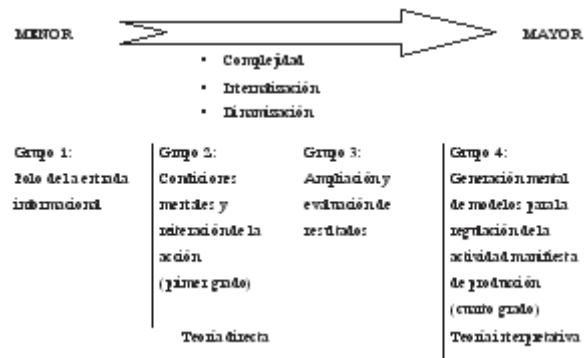 MENOR MAYOR
• Complejidad
• Internalización
• Dinamización
Grupo 1:
Polo de la entrada
informacional
Grupo 2:
Condiciones
mentales y
reiteración de la
acción
(primer grado)
Grupo 3:
Ampliación y
evaluación de
resultados
Grupo 4:
Generación mental
de modelos para la
regulación de la
actividad manifiesta
de producción
(cuarto grado)
Teoría directa
Teoría interpretativa